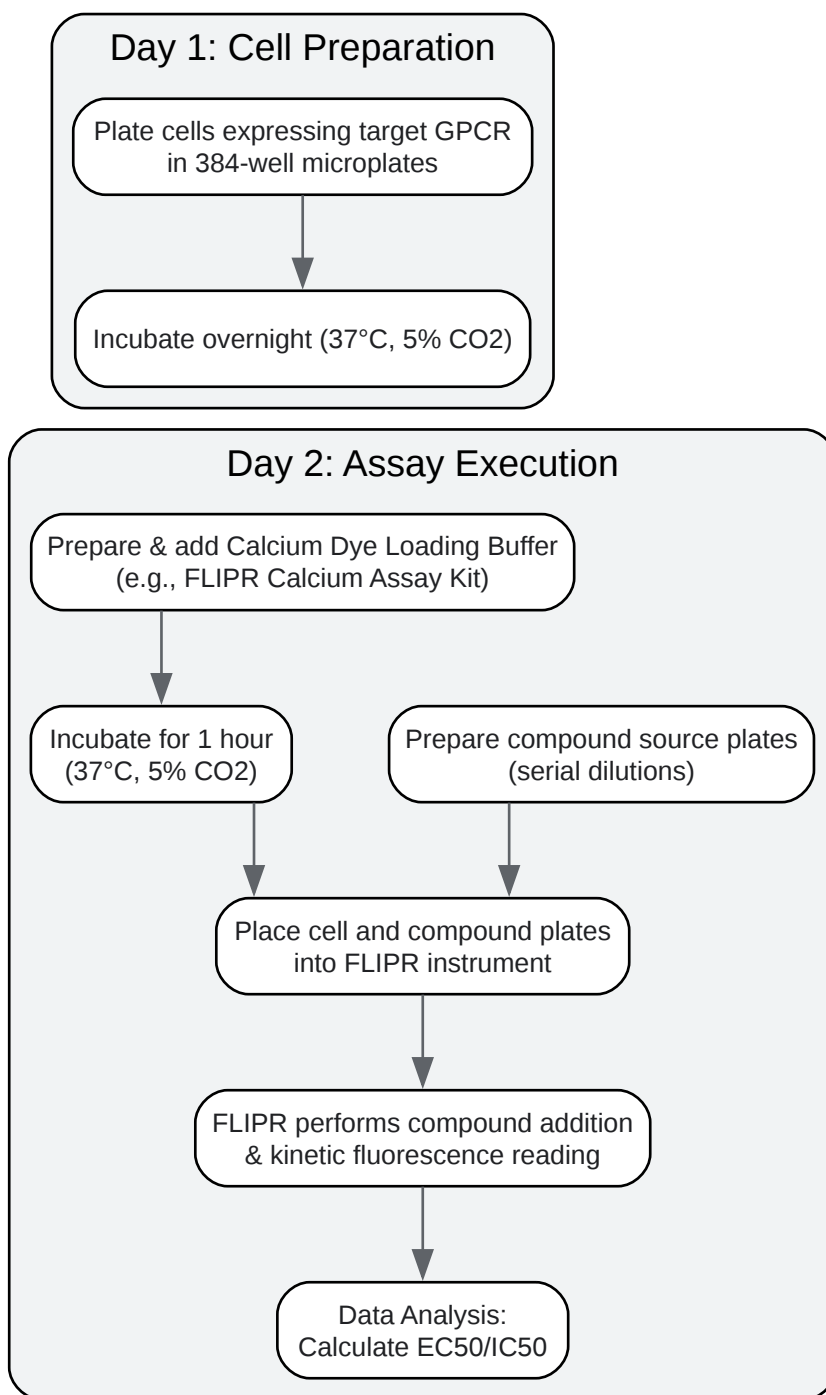 Day 1: Cell Preparation
Plate cells expressing target GPCR
in 384-well microplates
Incubate overnight (37°C, 5% CO2)
Day 2: Assay Execution
Prepare & add Calcium Dye Loading Buffer
(e.g., FLIPR Calcium Assay Kit)
Incubate for 1 hour
(37°C, 5% CO2)
Prepare compound source plates
(serial dilutions)
Place cell and compound plates
into FLIPR instrument
FLIPR performs compound addition
& kinetic fluorescence reading
Data Analysis:
Calculate EC50/IC50